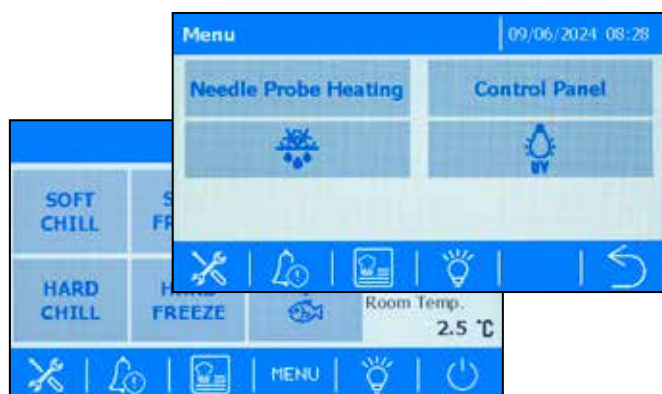 Menu
09/06/2024 08:28
Needle Probe Heating
Control Panel
UV
SOFT
CHILL
HARD
CHILL
FREEZE
Room Temp.
2.5 °C
MENU